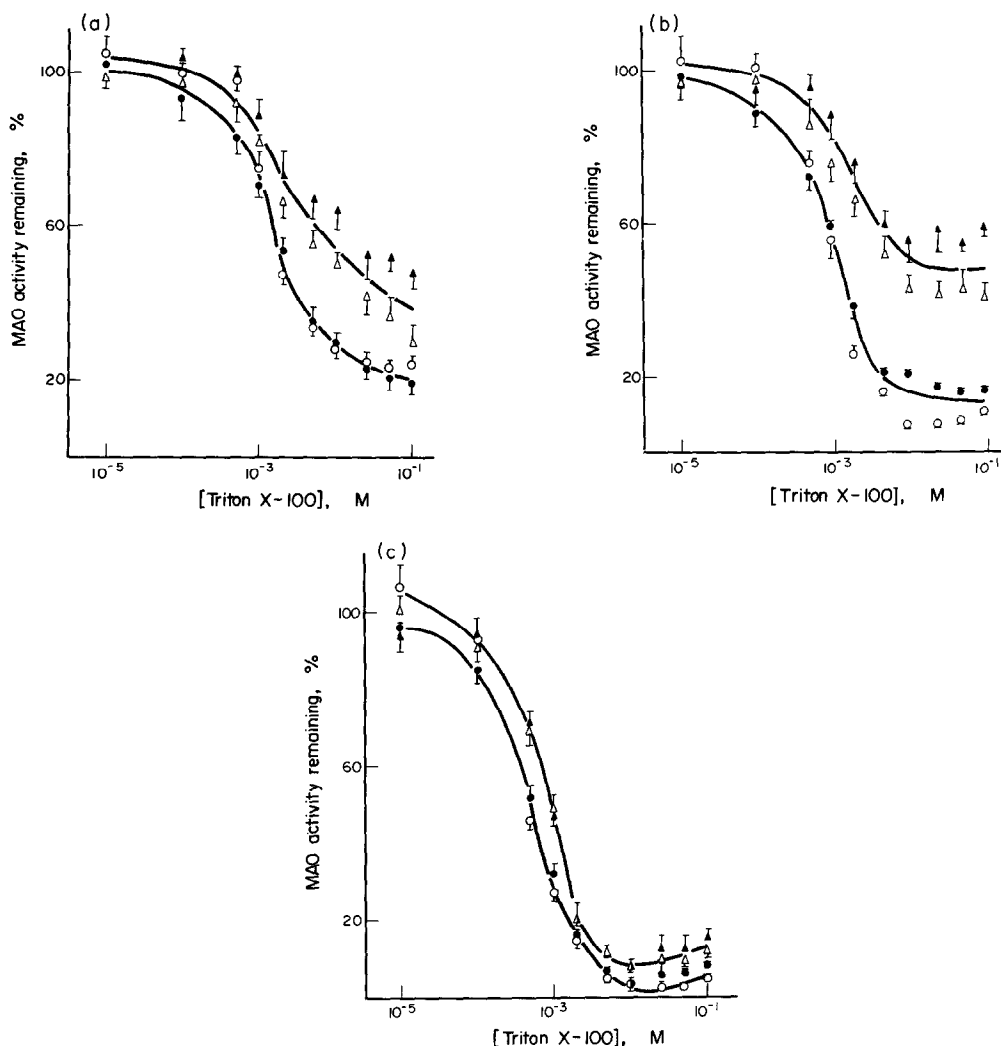 (a)
100
60
20
MAO activity remaining, %
10⁻⁵
10⁻³
10⁻¹
[Triton X-100], M
(b)
100
60
20
MAO activity remaining, %
10⁻⁵
10⁻³
10⁻¹
[Triton X-100], M
(c)
100
60
20
MAO activity remaining, %
10⁻⁵
10⁻³
10⁻¹
[Triton X-100], M